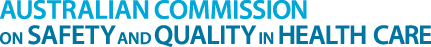 AUSTRALIAN COMMISSION
ON SAFETY AND QUALITY IN HEALTH CARE